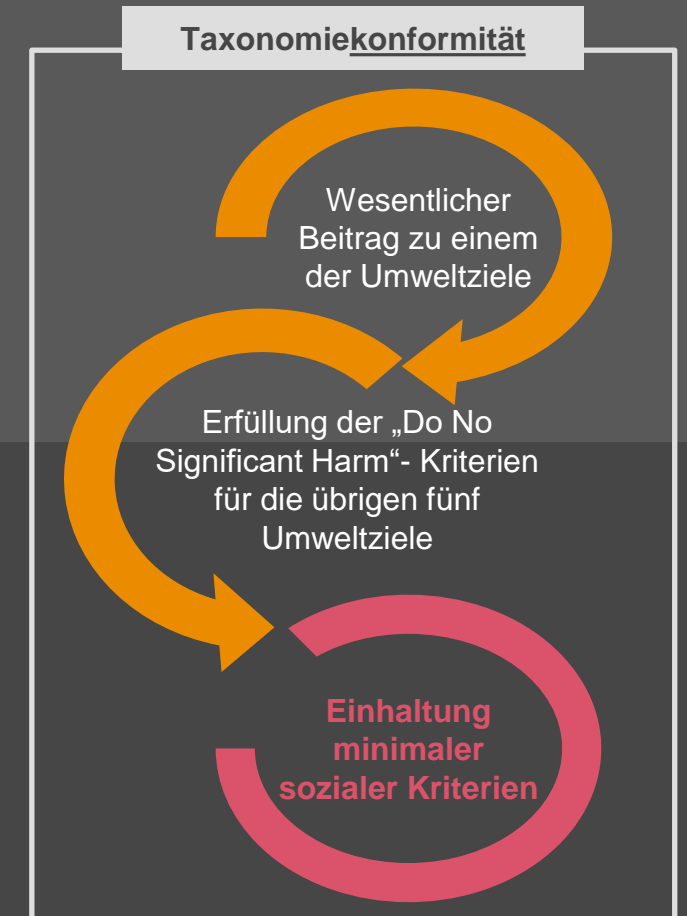 Taxonomiekonformität
Wesentlicher
Beitrag zu einem
der Umweltziele
Erfüllung der „Do No
Significant Harm“- Kriterien
für die übrigen fünf
Umweltziele
Einhaltung
minimaler
sozialer Kriterien